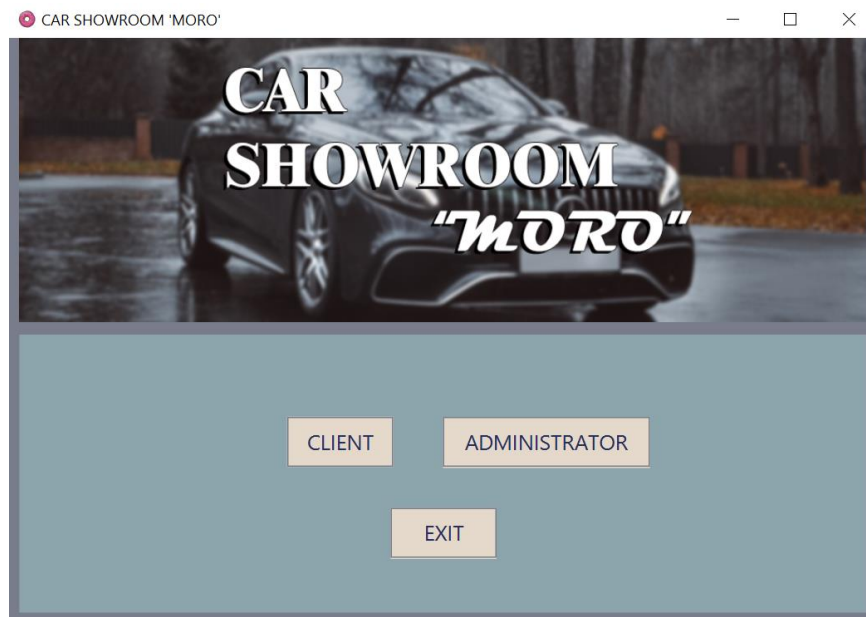 CAR SHOWROOM 'MORO'
CAR
SHOWROOM
"MORO"
CLIENT
ADMINISTRATOR
EXIT